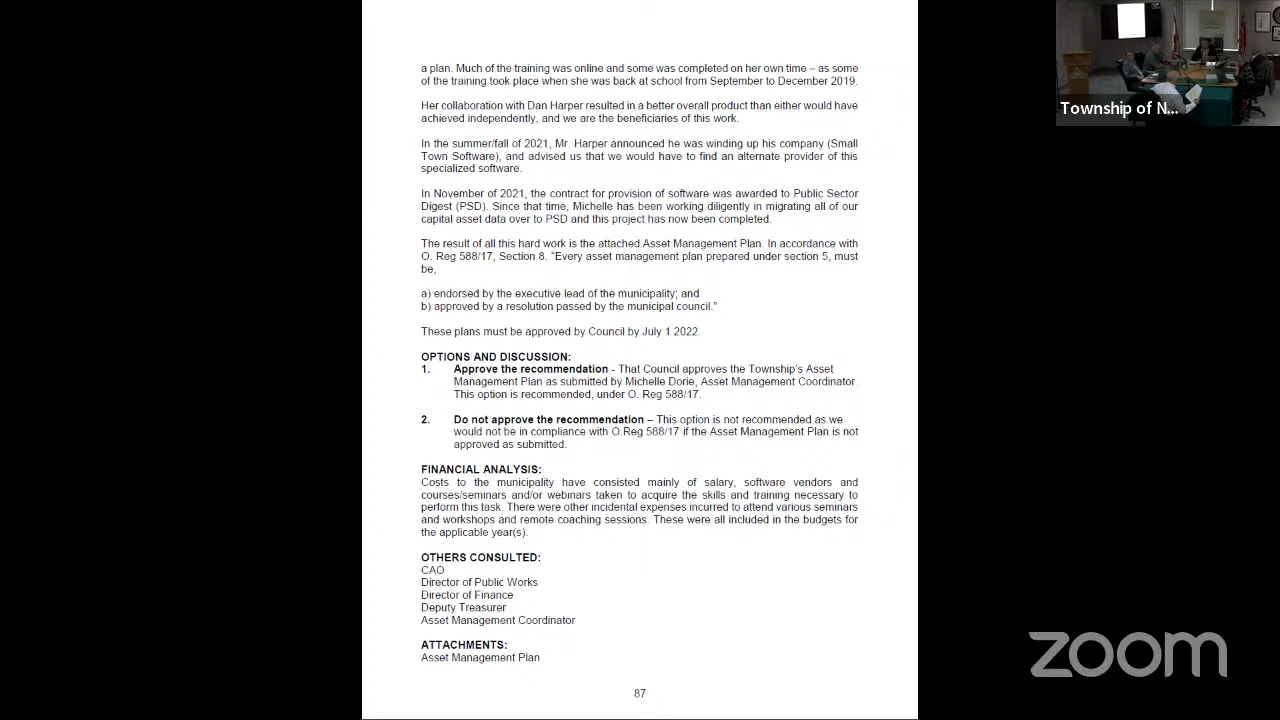 a plan. Much of the training was online and some was completed on her own time – as some
of the training took place when she was back at school from September to December 2019.
Her collaboration with Dan Harper resulted in a better overall product than either would have
achieved independently, and we are the beneficiaries of this work.
In the summer/fall of 2021, Mr. Harper announced he was winding up his company (Small
Town Software), and advised us that we would have to find an alternate provider of this
specialized software.
In November of 2021, the contract for provision of software was awarded to Public Sector
Digest (PSD). Since that time, Michelle has been working diligently in migrating all of our
capital asset data over to PSD and this project has now been completed.
The result of all this hard work is the attached Asset Management Plan. In accordance with
O. Reg 588/17, Section 8. “Every asset management plan prepared under section 5, must
be,
a) endorsed by the executive lead of the municipality; and
b) approved by a resolution passed by the municipal council.”
These plans must be approved by Council by July 1 2022.
OPTIONS AND DISCUSSION:
1. Approve the recommendation - That Council approves the Township’s Asset
Management Plan as submitted by Michelle Dorie, Asset Management Coordinator.
This option is recommended, under O. Reg 588/17.
2. Do not approve the recommendation – This option is not recommended as we
would not be in compliance with O.Reg 588/17 if the Asset Management Plan is not
approved as submitted.
FINANCIAL ANALYSIS:
Costs to the municipality have consisted mainly of salary, software vendors and
courses/seminars and/or webinars taken to acquire the skills and training necessary to
perform this task. There were other incidental expenses incurred to attend various seminars
and workshops and remote coaching sessions. These were all included in the budgets for
the applicable year(s).
OTHERS CONSULTED:
CAO
Director of Public Works
Director of Finance
Deputy Treasurer
Asset Management Coordinator
ATTACHMENTS:
Asset Management Plan
87
Township of N...
zoom